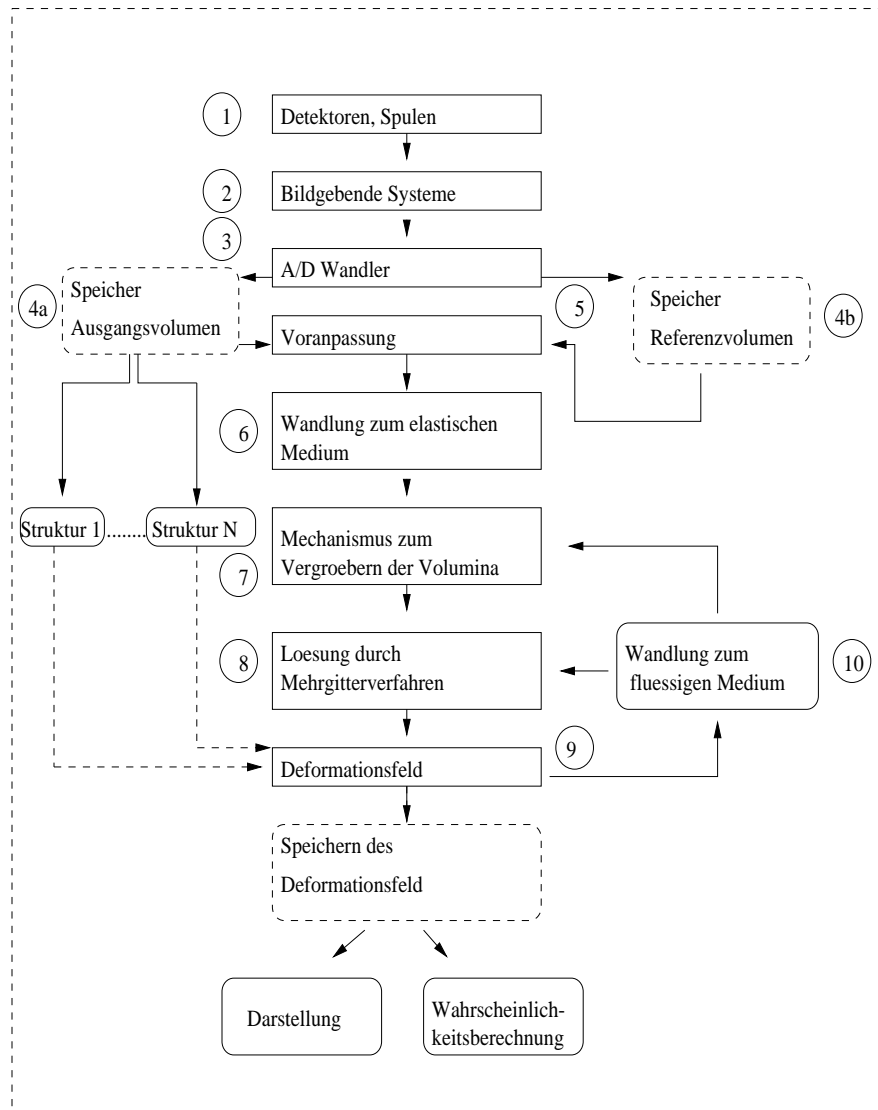 1
Detektoren, Spulen
2
Bildgebende Systeme
3
A/D Wandler
4a
Speicher
Ausgangsvolumen
5
Speicher
Referenzvolumen
4b
Voranpassung
6
Wandlung zum elastischen
Medium
Struktur 1 ........ Struktur N
7
Mechanismus zum
Vergroebern der Volumina
8
Loesung durch
Mehrgitterverfahren
Wandlung zum
fluessigen Medium
10
9
Deformationsfeld
Speichern des
Deformationsfeld
Darstellung
Wahrscheinlich-
keitsberechnung